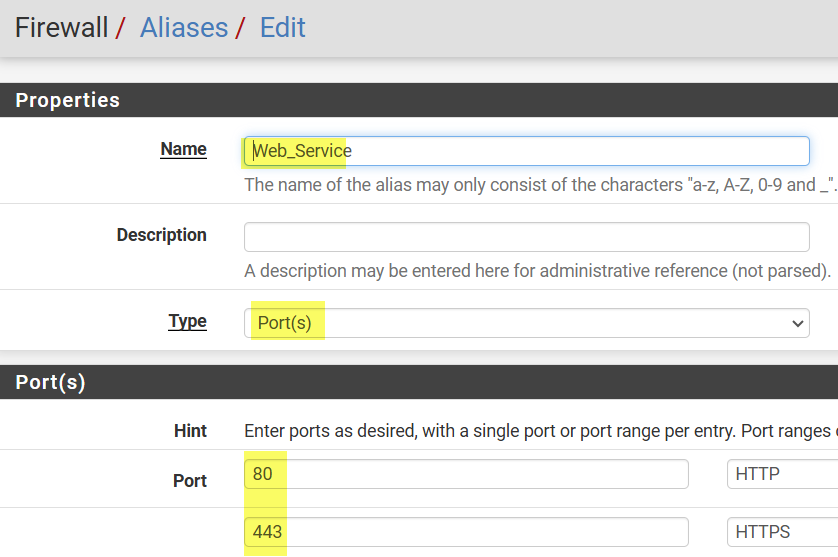 Firewall / Aliases / Edit
Properties
Name Web_Service
The name of the alias may only consist of the characters "a-z, A-Z, 0-9 and _".
Description
A description may be entered here for administrative reference (not parsed).
Type Port(s)
Port(s)
Hint Enter ports as desired, with a single port or port range per entry. Port ranges
Port 80 HTTP
443 HTTPS